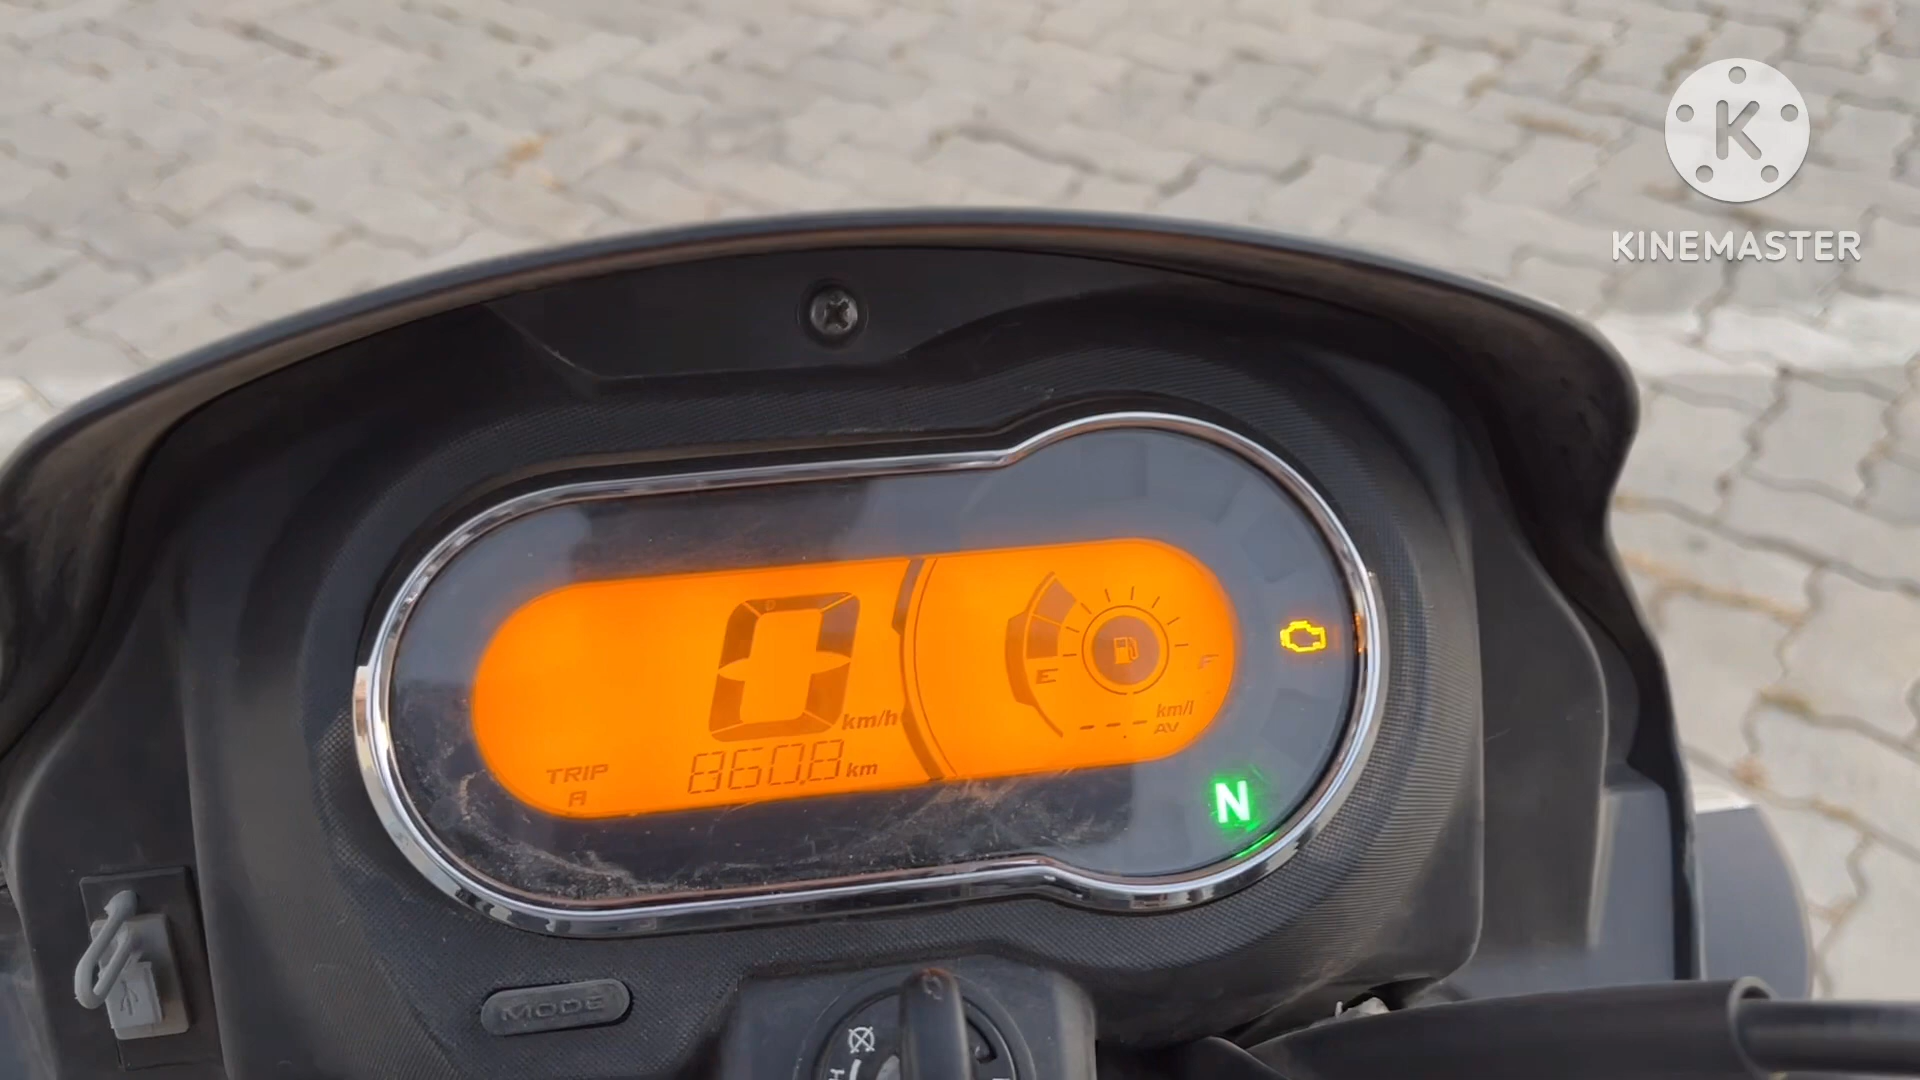 K
KINEMASTER
0 km/h
E
F
--.- km/l
AV
TRIP
A
860.8 km
N
MODE